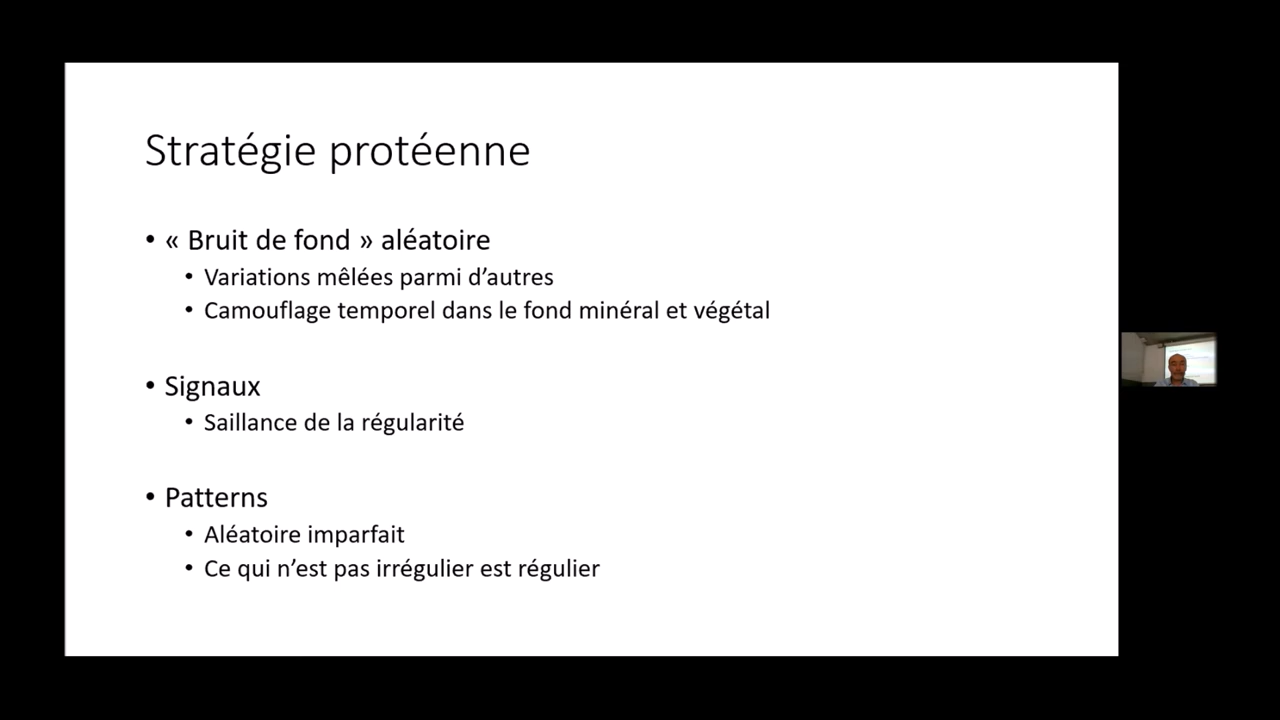 Stratégie protéenne
• « Bruit de fond » aléatoire
• Variations mêlées parmi d’autres
• Camouflage temporel dans le fond minéral et végétal
• Signaux
• Saillance de la régularité
• Patterns
• Aléatoire imparfait
• Ce qui n’est pas irrégulier est régulier